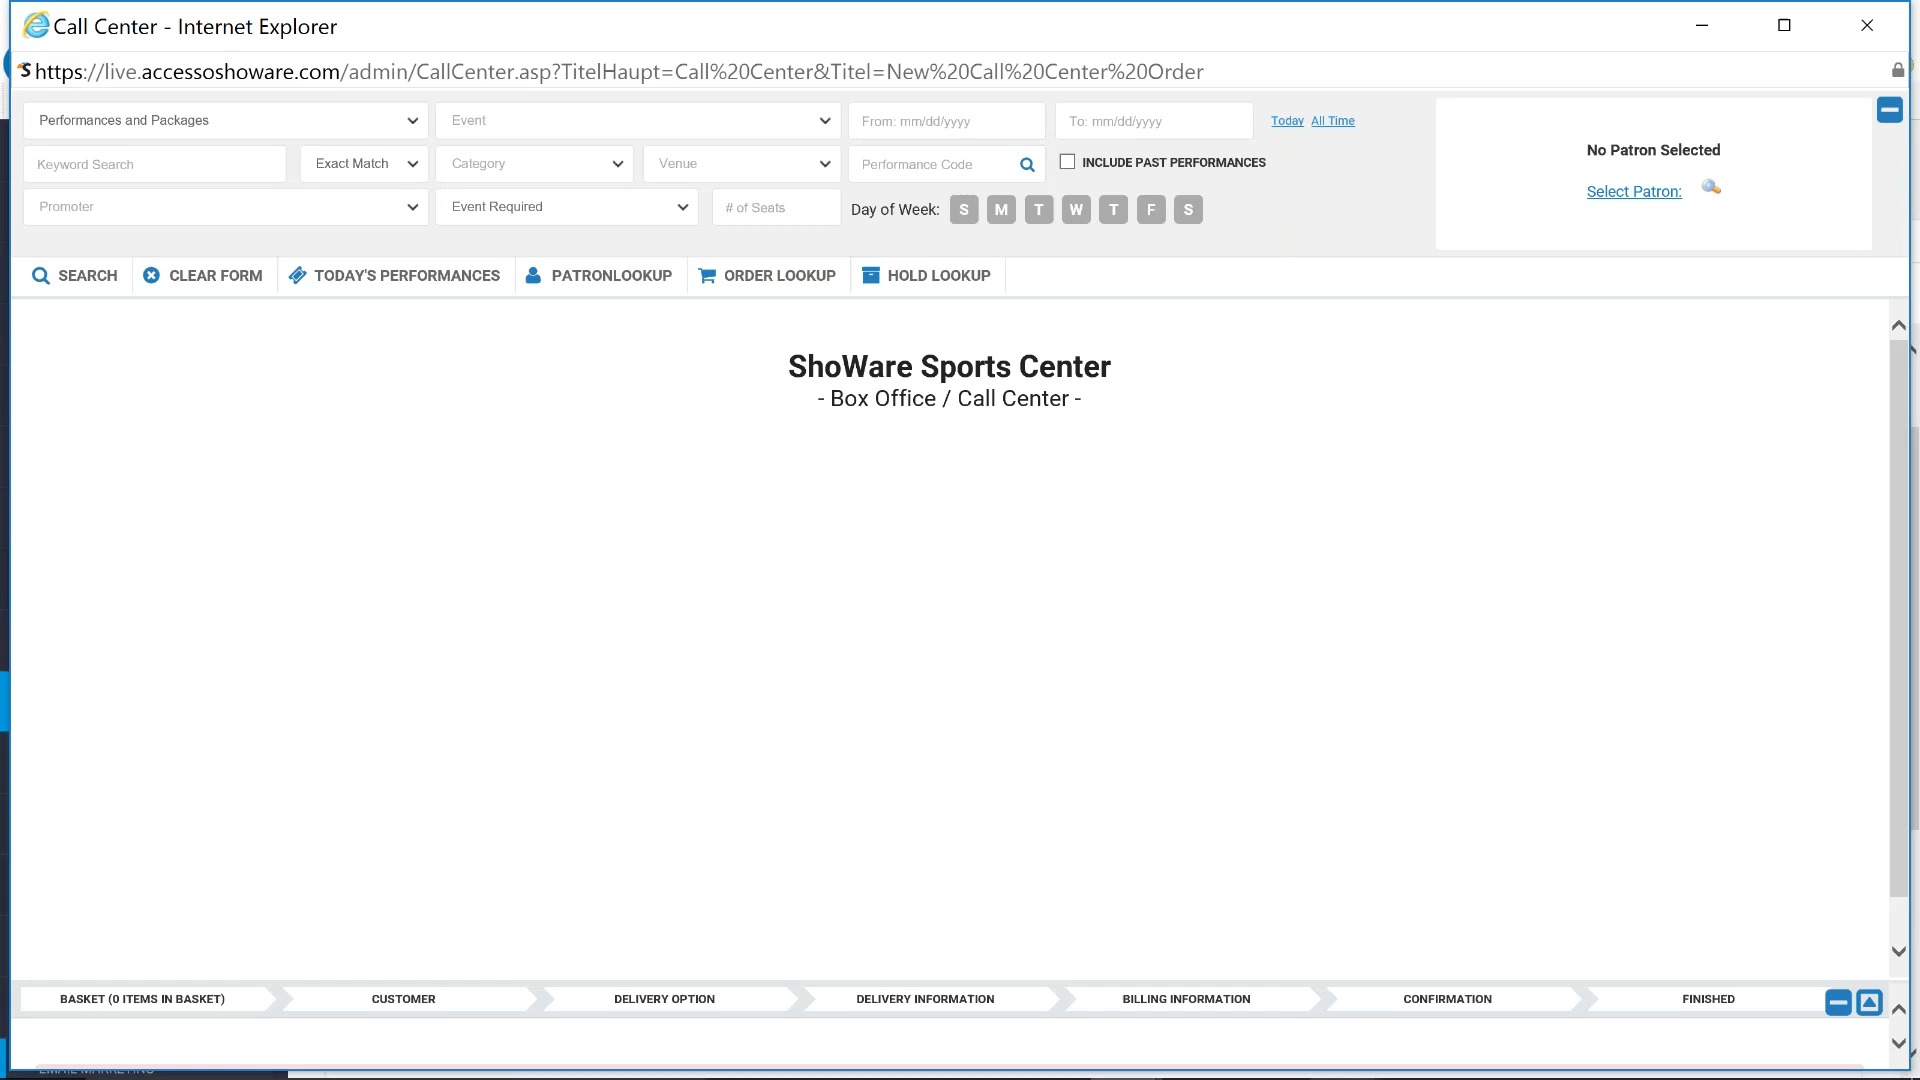 Call Center - Internet Explorer
https://live.accessoshoware.com/admin/CallCenter.asp?TitelHaupt=Call%20Center&Titel=New%20Call%20Center%20Order
Performances and Packages
Event
From: mm/dd/yyyy
To: mm/dd/yyyy
Today All Time
Keyword Search
Exact Match
Category
Venue
Performance Code
INCLUDE PAST PERFORMANCES
Promoter
Event Required
# of Seats
Day of Week: S M T W T F S
No Patron Selected
Select Patron:
SEARCH CLEAR FORM TODAY'S PERFORMANCES PATRONLOOKUP ORDER LOOKUP HOLD LOOKUP
ShoWare Sports Center
- Box Office / Call Center -
BASKET (0 ITEMS IN BASKET) CUSTOMER DELIVERY OPTION DELIVERY INFORMATION BILLING INFORMATION CONFIRMATION FINISHED
EMAIL MARKETING